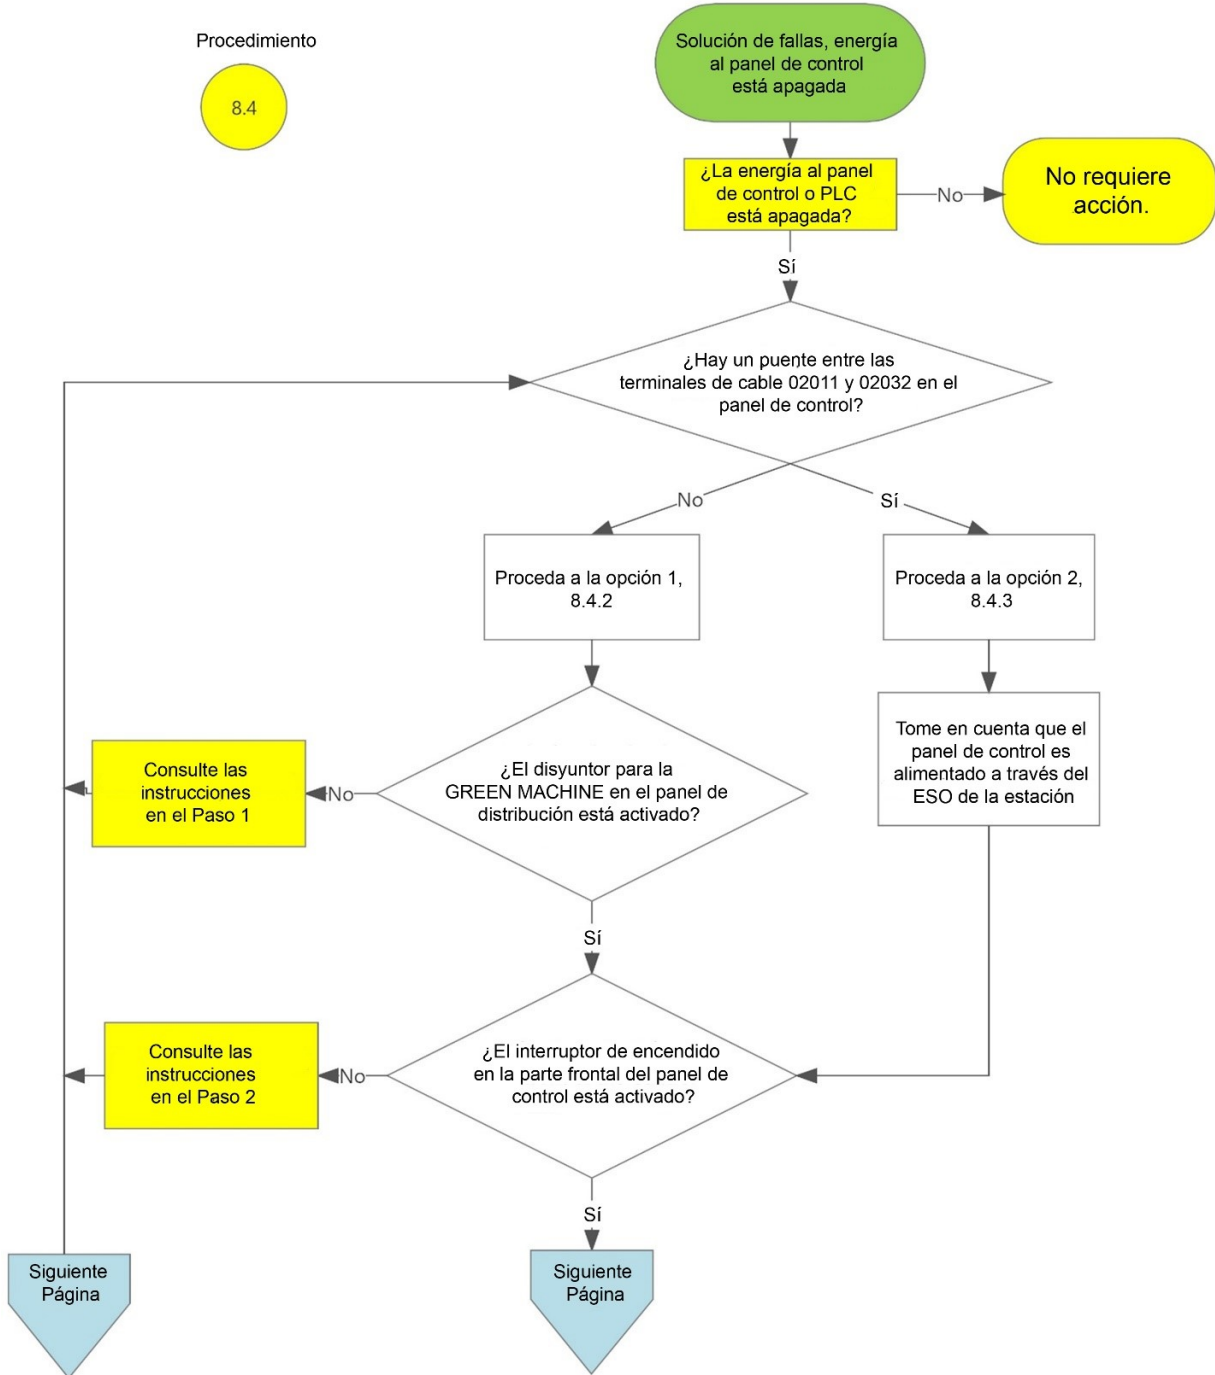 Procedimiento
8.4
Solución de fallas, energía
al panel de control
está apagada
¿La energía al panel
de control o PLC
está apagada?
No
No requiere
acción.
Sí
¿Hay un puente entre las
terminales de cable 02011 y 02032 en el
panel de control?
No
Sí
Proceda a la opción 1,
8.4.2
Proceda a la opción 2,
8.4.3
Tome en cuenta que el
panel de control es
alimentado a través del
ESO de la estación
¿El disyuntor para la
GREEN MACHINE en el panel de
distribución está activado?
No
Consulte las
instrucciones
en el Paso 1
Sí
¿El interruptor de encendido
en la parte frontal del panel de
control está activado?
No
Consulte las
instrucciones
en el Paso 2
Sí
Siguiente
Página
Siguiente
Página